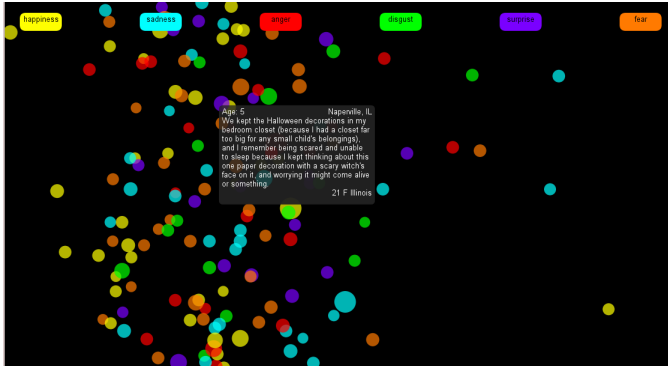 happiness
sadness
anger
disgust
surprise
fear
Age: 5 Naperville, IL
We kept the Halloween decorations in my
bedroom closet (because I had a closet far
too big for any small child's belongings),
and I remember being scared and unable
to sleep because I kept thinking about this
one paper decoration with a scary witch's
face on it, and worrying it might come alive
or something.
21 F Illinois